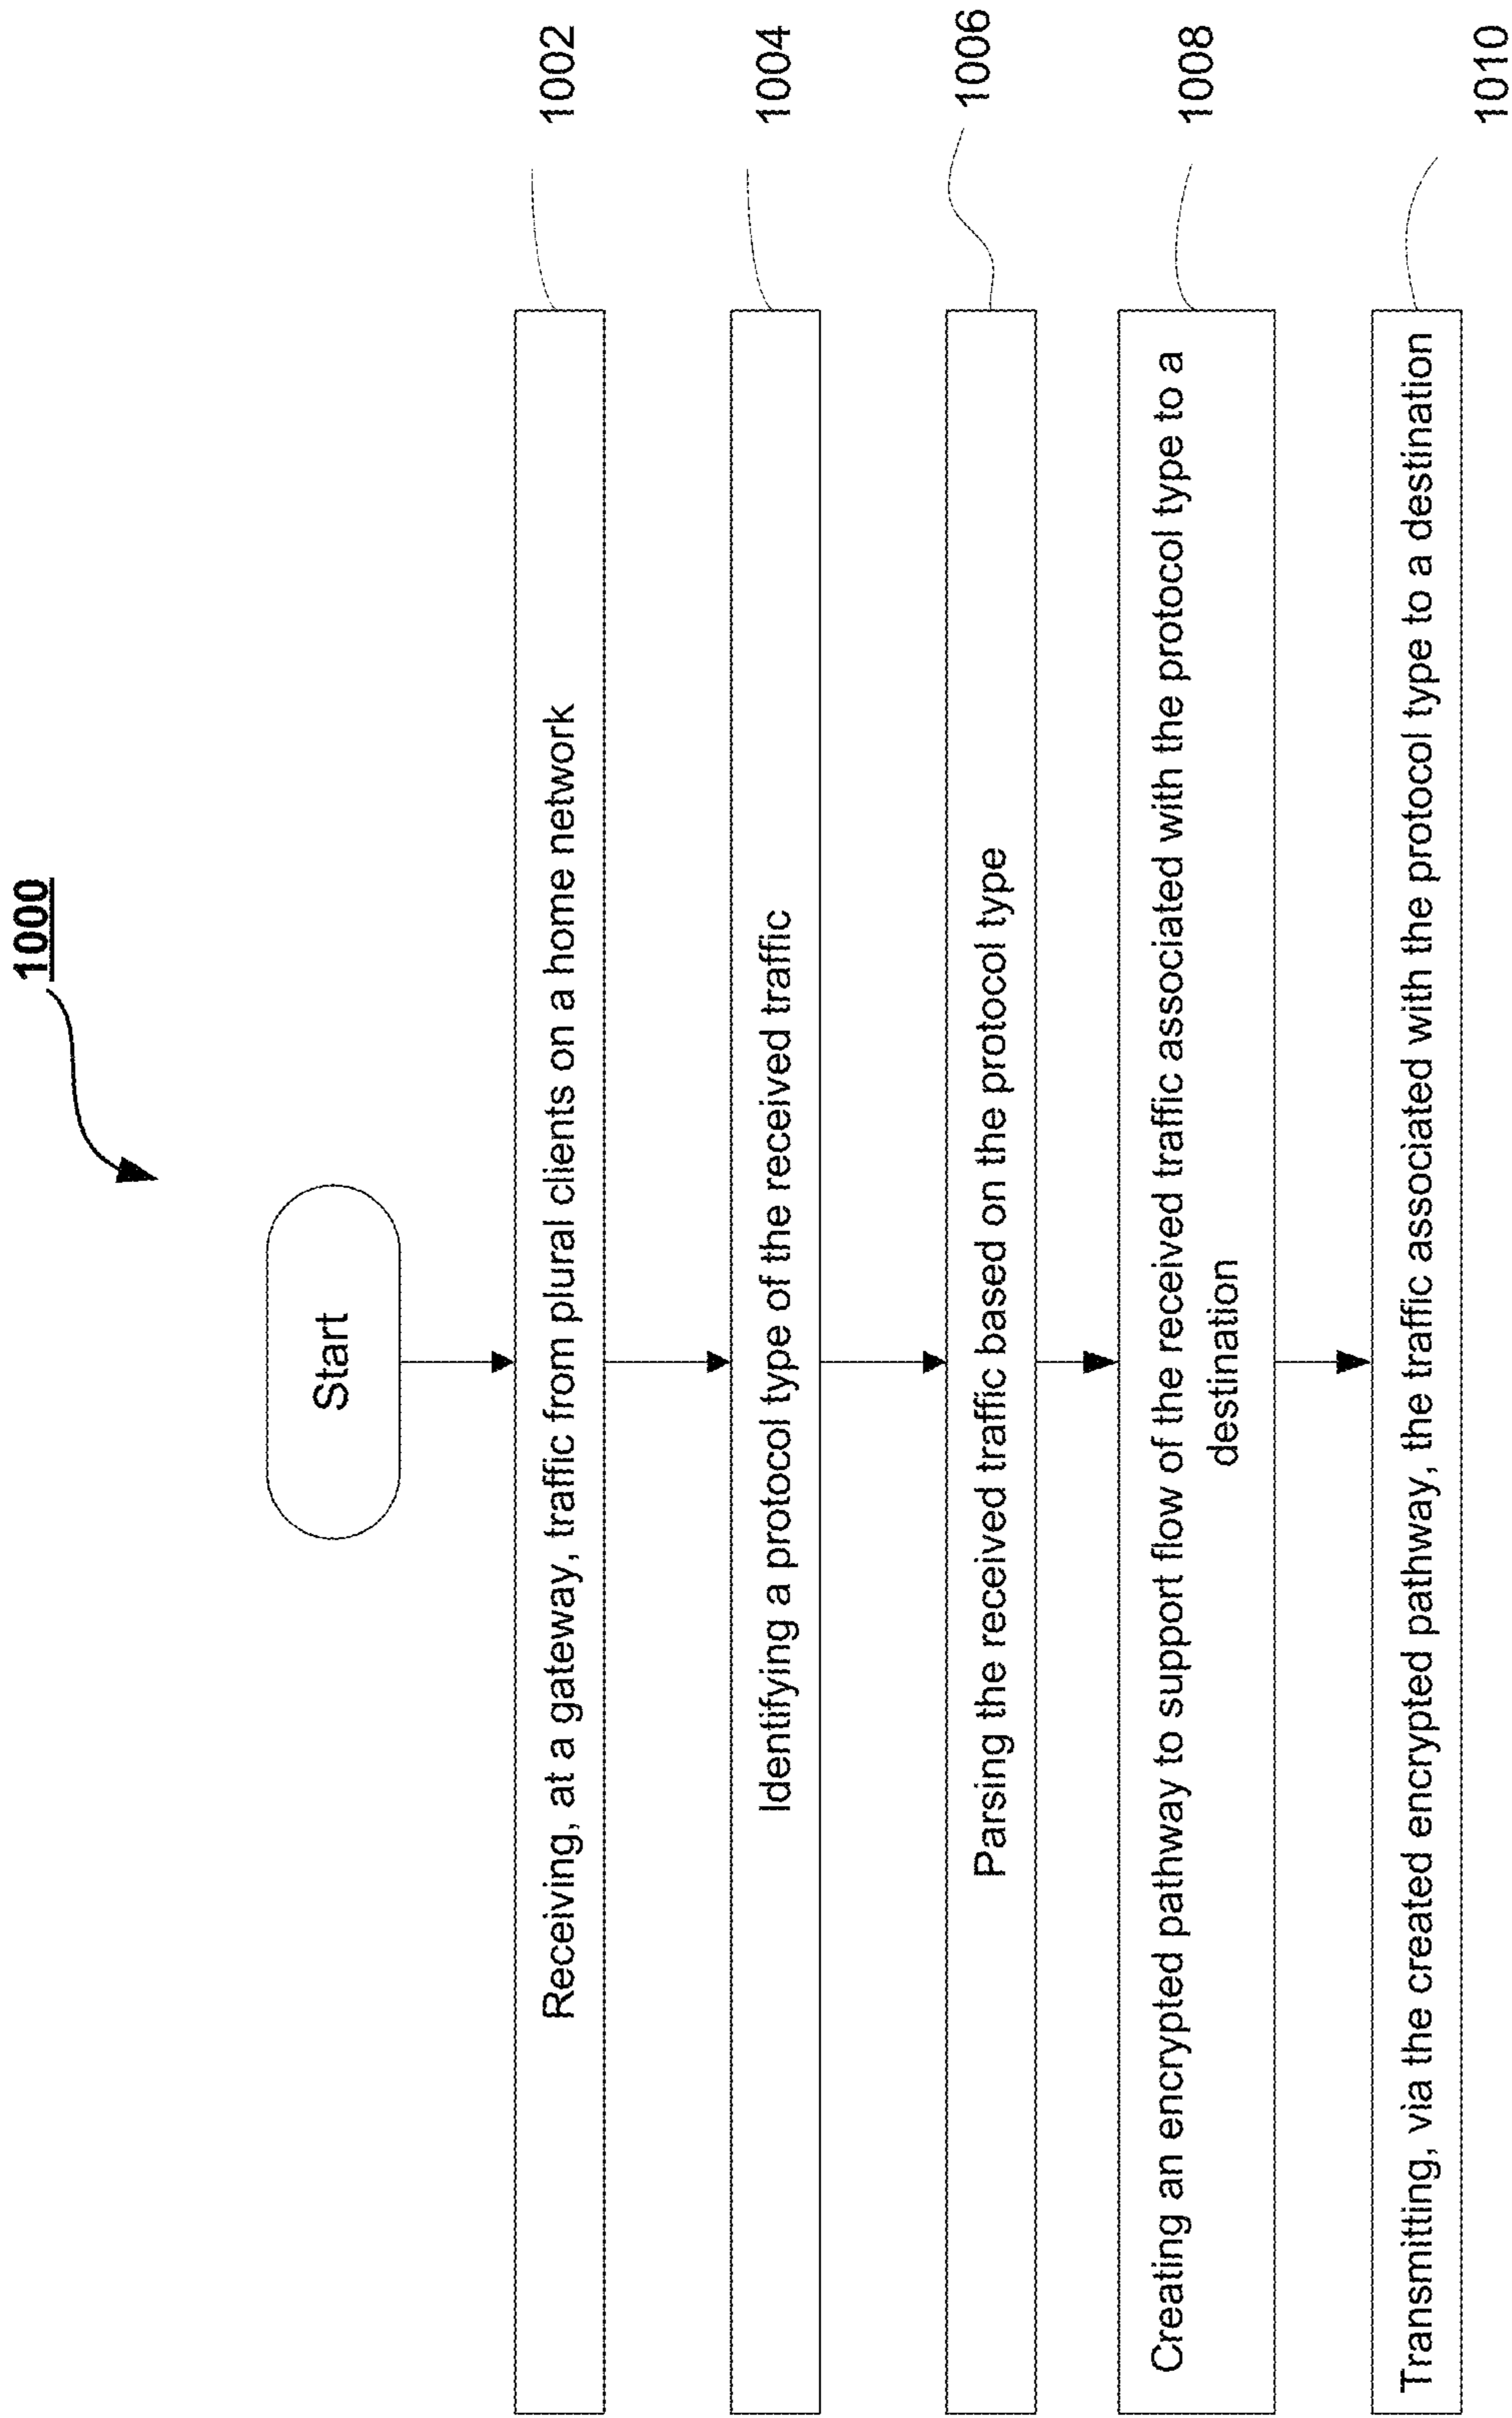 1000
Start
Receiving, at a gateway, traffic from plural clients on a home network
1002
Identifying a protocol type of the received traffic
1004
Parsing the received traffic based on the protocol type
1006
Creating an encrypted pathway to support flow of the received traffic associated with the protocol type to a
destination
1008
Transmitting, via the created encrypted pathway, the traffic associated with the protocol type to a destination
1010